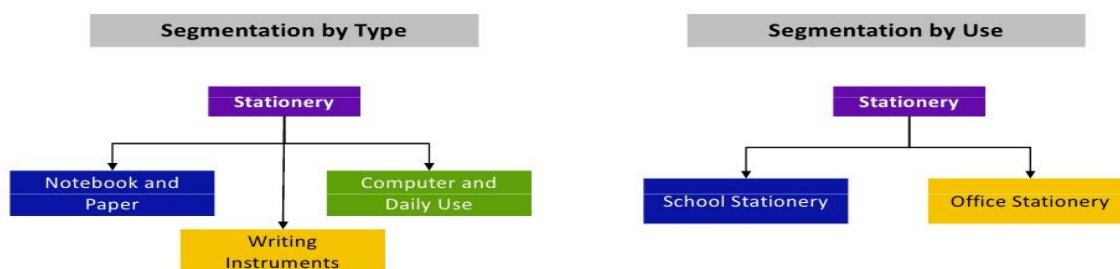 Segmentation by Type
Stationery
Notebook and
Paper
Computer and
Daily Use
Writing
Instruments
Segmentation by Use
Stationery
School Stationery
Office Stationery